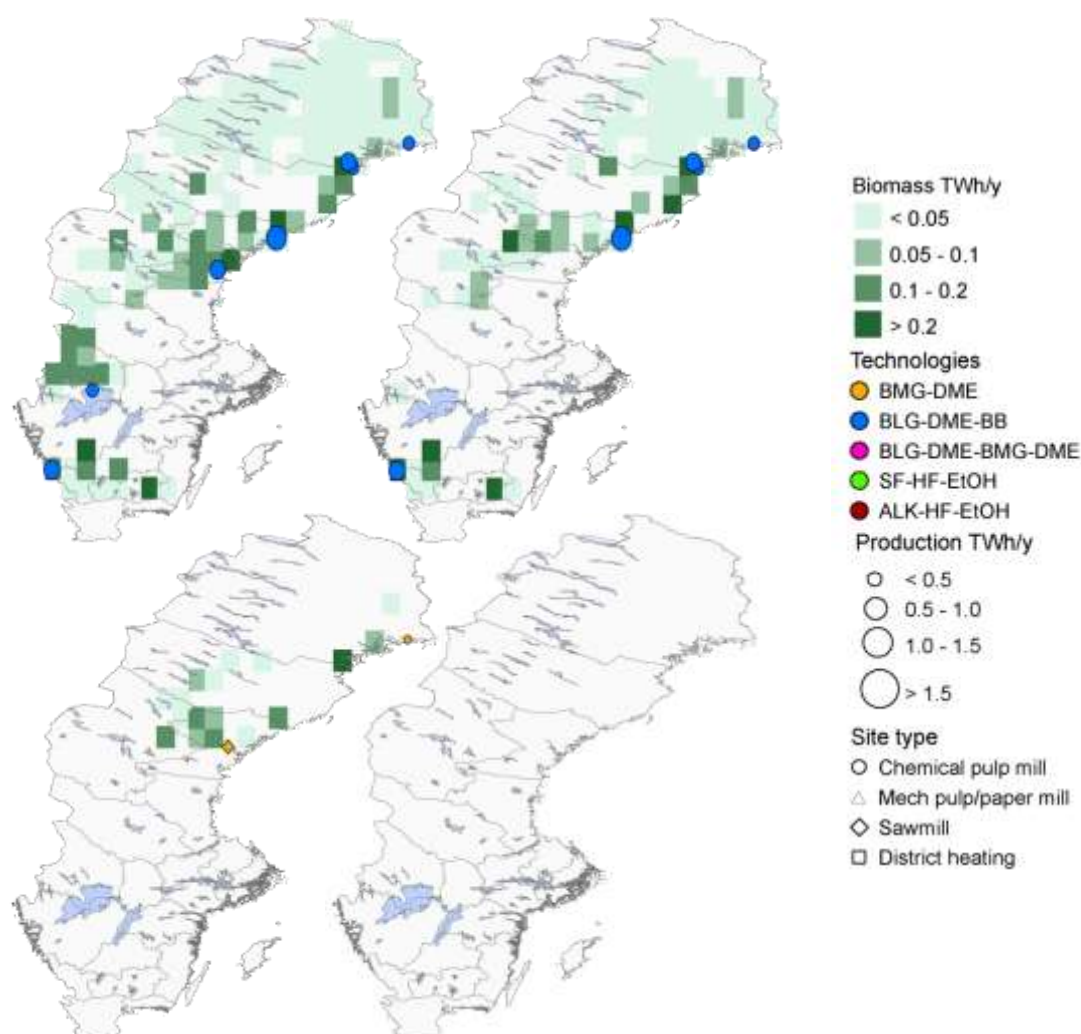 Biomass TWh/y
< 0.05
0.05 - 0.1
0.1 - 0.2
> 0.2
Technologies
BMG-DME
BLG-DME-BB
BLG-DME-BMG-DME
SF-HF-EtOH
ALK-HF-EtOH
Production TWh/y
< 0.5
0.5 - 1.0
1.0 - 1.5
> 1.5
Site type
Chemical pulp mill
Mech pulp/paper mill
Sawmill
District heating